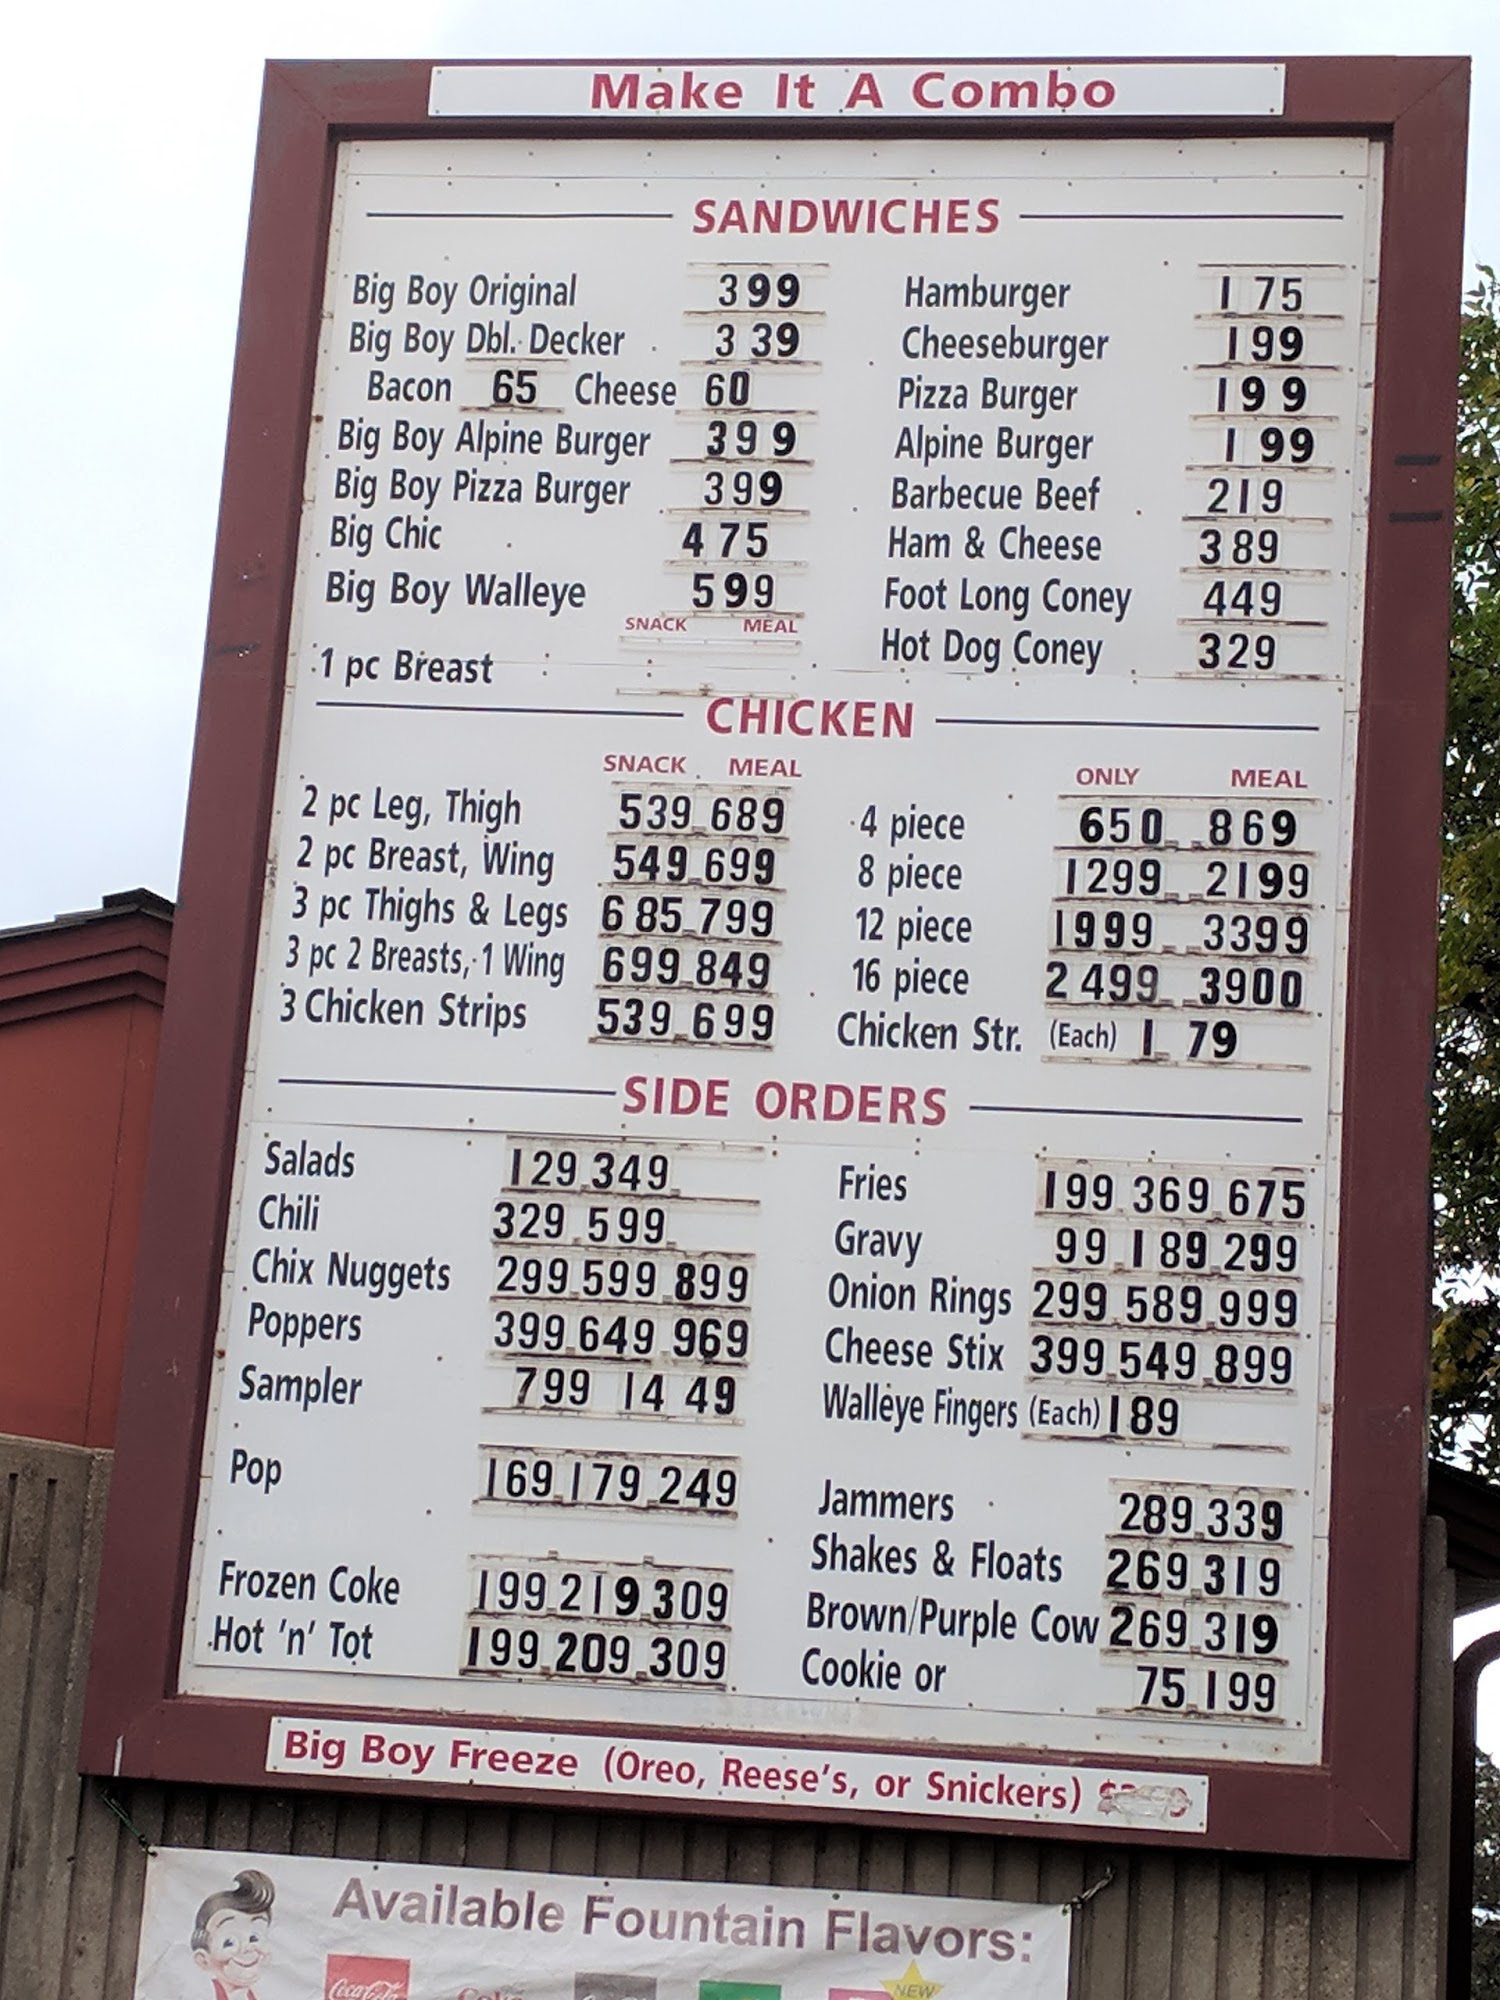 Make It A Combo
SANDWICHES
Big Boy Original 399
Big Boy Dbl. Decker 339
Bacon 65 Cheese 60
Big Boy Alpine Burger 399
Big Boy Pizza Burger 399
Big Chic 475
Big Boy Walleye 599
SNACK MEAL
1 pc Breast
Hamburger 175
Cheeseburger 199
Pizza Burger 199
Alpine Burger 199
Barbecue Beef 219
Ham & Cheese 389
Foot Long Coney 449
Hot Dog Coney 329
CHICKEN
SNACK MEAL
2 pc Leg, Thigh 539 689
2 pc Breast, Wing 549 699
3 pc Thighs & Legs 685 799
3 pc 2 Breasts, 1 Wing 699 849
3 Chicken Strips 539 699
ONLY MEAL
4 piece 650 869
8 piece 1299 2199
12 piece 1999 3399
16 piece 2499 3900
Chicken Str. (Each) 179
SIDE ORDERS
Salads 129 349
Chili 329 599
Chix Nuggets 299 599 899
Poppers 399 649 969
Sampler 799 1449
Pop 169 179 249
Frozen Coke 199 219 309
Hot 'n' Tot 199 209 309
Fries 199 369 675
Gravy 99 189 299
Onion Rings 299 589 999
Cheese Stix 399 549 899
Walleye Fingers (Each) 189
Jammers 289 339
Shakes & Floats 269 319
Brown/Purple Cow 269 319
Cookie or 75 199
Big Boy Freeze (Oreo, Reese's, or Snickers)
Available Fountain Flavors:
Coca-Cola
Coke
NEW